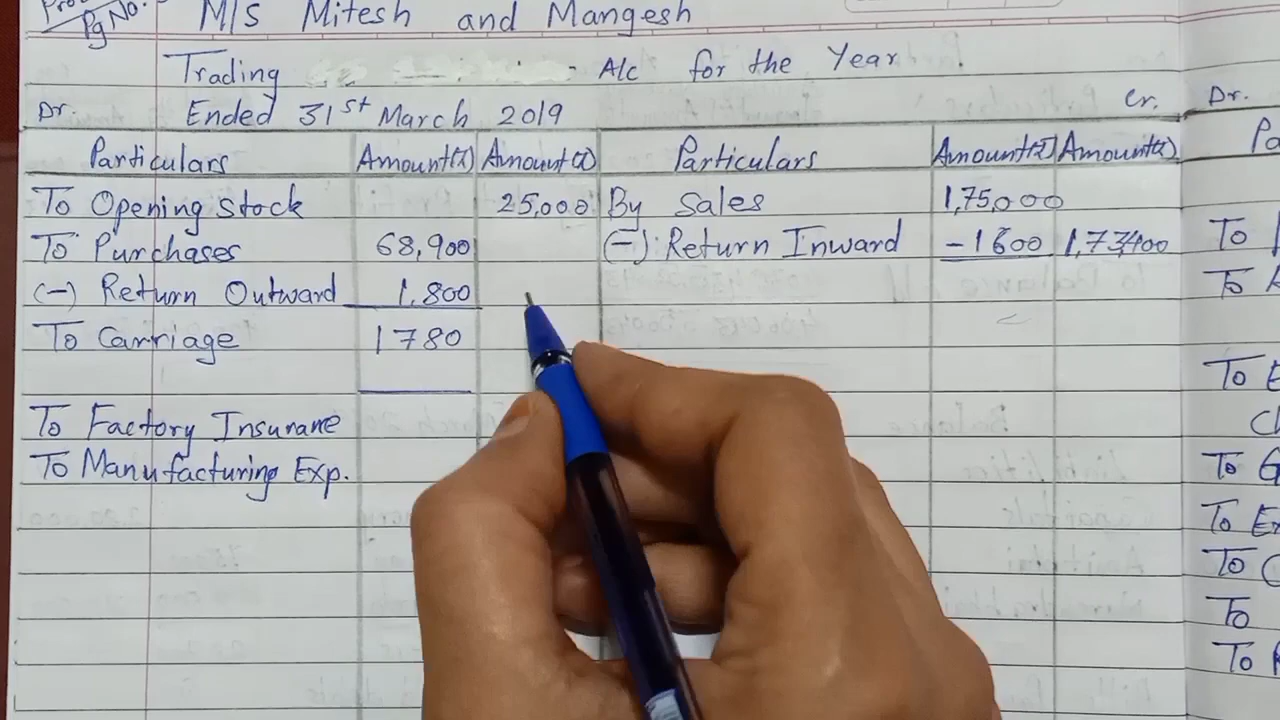 Pg No.
M/s Mitesh and Mangesh
Trading A/c for the Year
Dr. Ended 31st March 2019 Cr. Dr.
Particulars Amount(₹) Amount(₹) Particulars Amount(₹) Amount(₹)
To Opening stock 25,000 By Sales 1,75,000
To Purchases 68,900 (-) Return Inward -1600 1,73,400 To
(-) Return Outward 1,800 To
To Carriage 1780
To
To Factory Insurane
To Manufacturing Exp. To
To
To
To
To